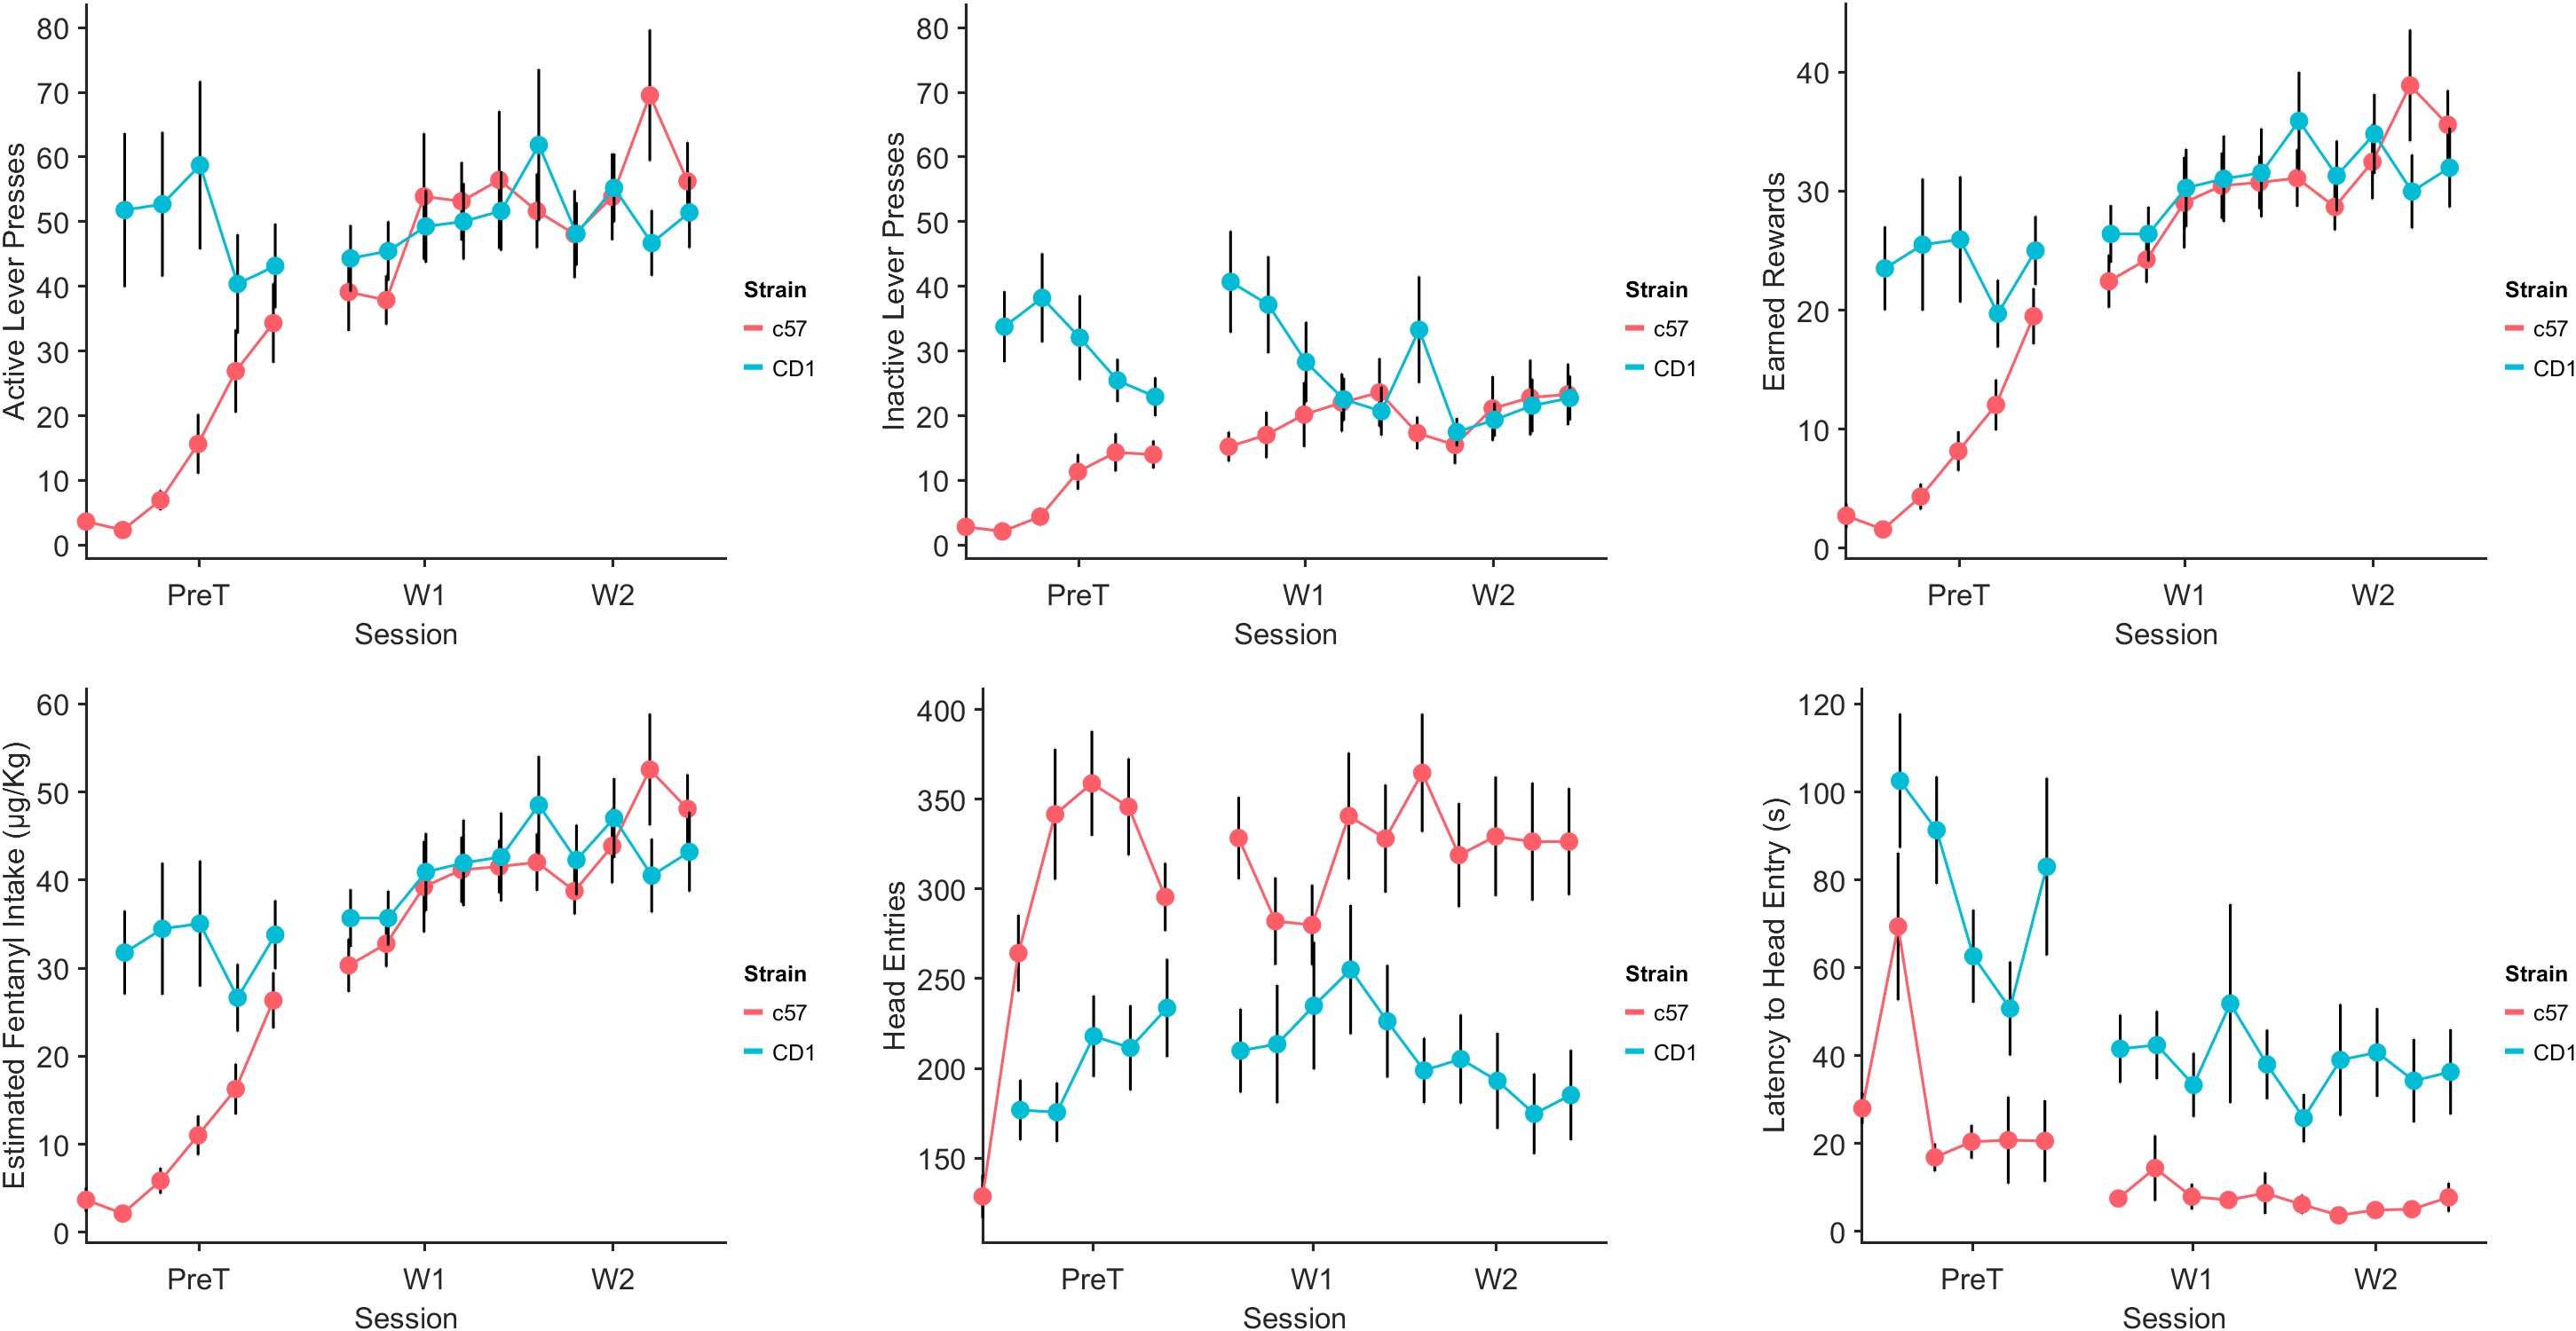 Active Lever Presses
80
70
60
50
40
30
20
10
0
PreT W1 W2
Session
Strain
c57
CD1
Inactive Lever Presses
80
70
60
50
40
30
20
10
0
PreT W1 W2
Session
Strain
c57
CD1
Earned Rewards
40
30
20
10
0
PreT W1 W2
Session
Strain
c57
CD1
Estimated Fentanyl Intake (μg/Kg)
60
50
40
30
20
10
0
PreT W1 W2
Session
Strain
c57
CD1
Head Entries
400
350
300
250
200
150
PreT W1 W2
Session
Strain
c57
CD1
Latency to Head Entry (s)
120
100
80
60
40
20
0
PreT W1 W2
Session
Strain
c57
CD1